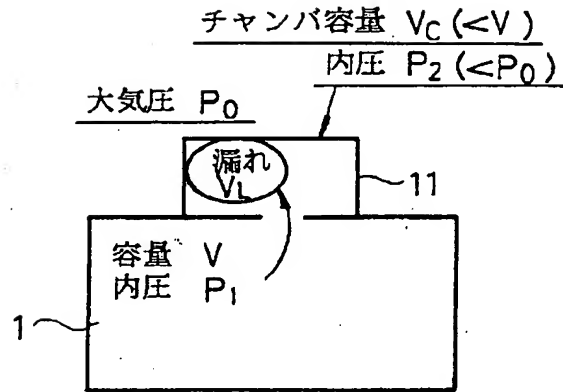 チャンバ容量 Vc (<V)
内圧 P2 (<P0)
大気圧 P0
漏れ
VL
11
容量 V
内圧 P1
1